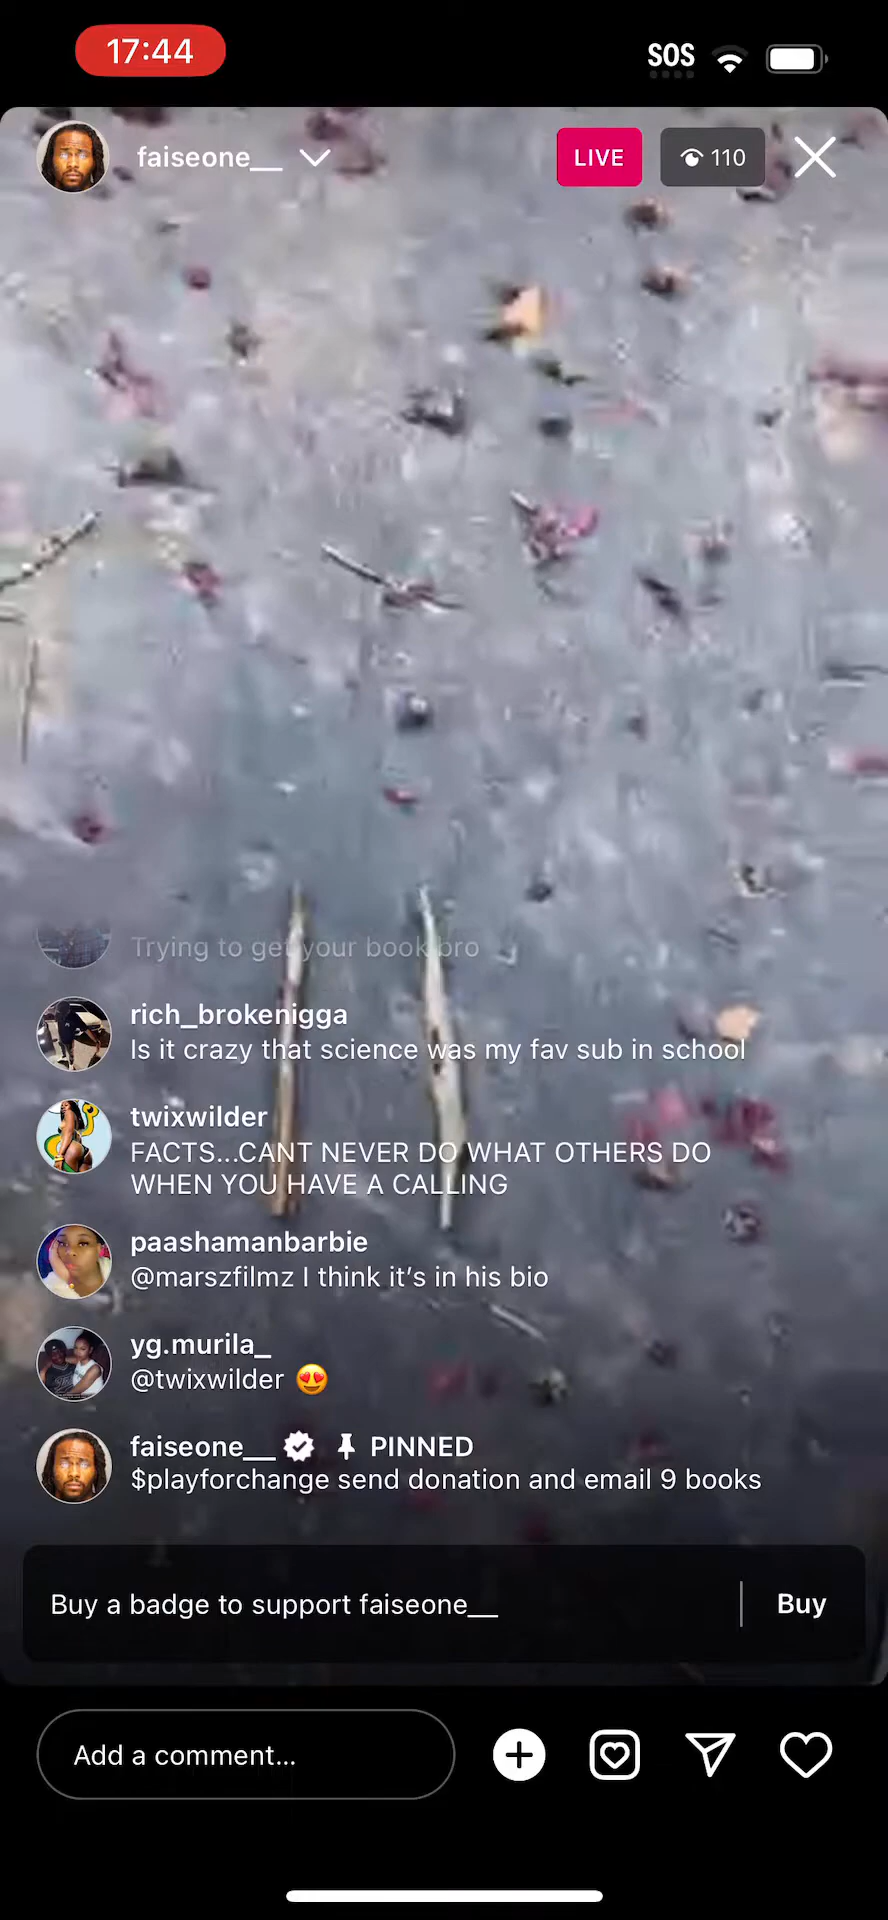 17:44
SOS
faiseone__
LIVE
110
Trying to get your book bro
rich_brokenigga
Is it crazy that science was my fav sub in school
twixwilder
FACTS...CANT NEVER DO WHAT OTHERS DO
WHEN YOU HAVE A CALLING
paashamanbarbie
@marszfilmz I think it’s in his bio
yg.murila_
@twixwilder 😍
faiseone__ PINNED
$playforchange send donation and email 9 books
Buy a badge to support faiseone__
Buy
Add a comment...